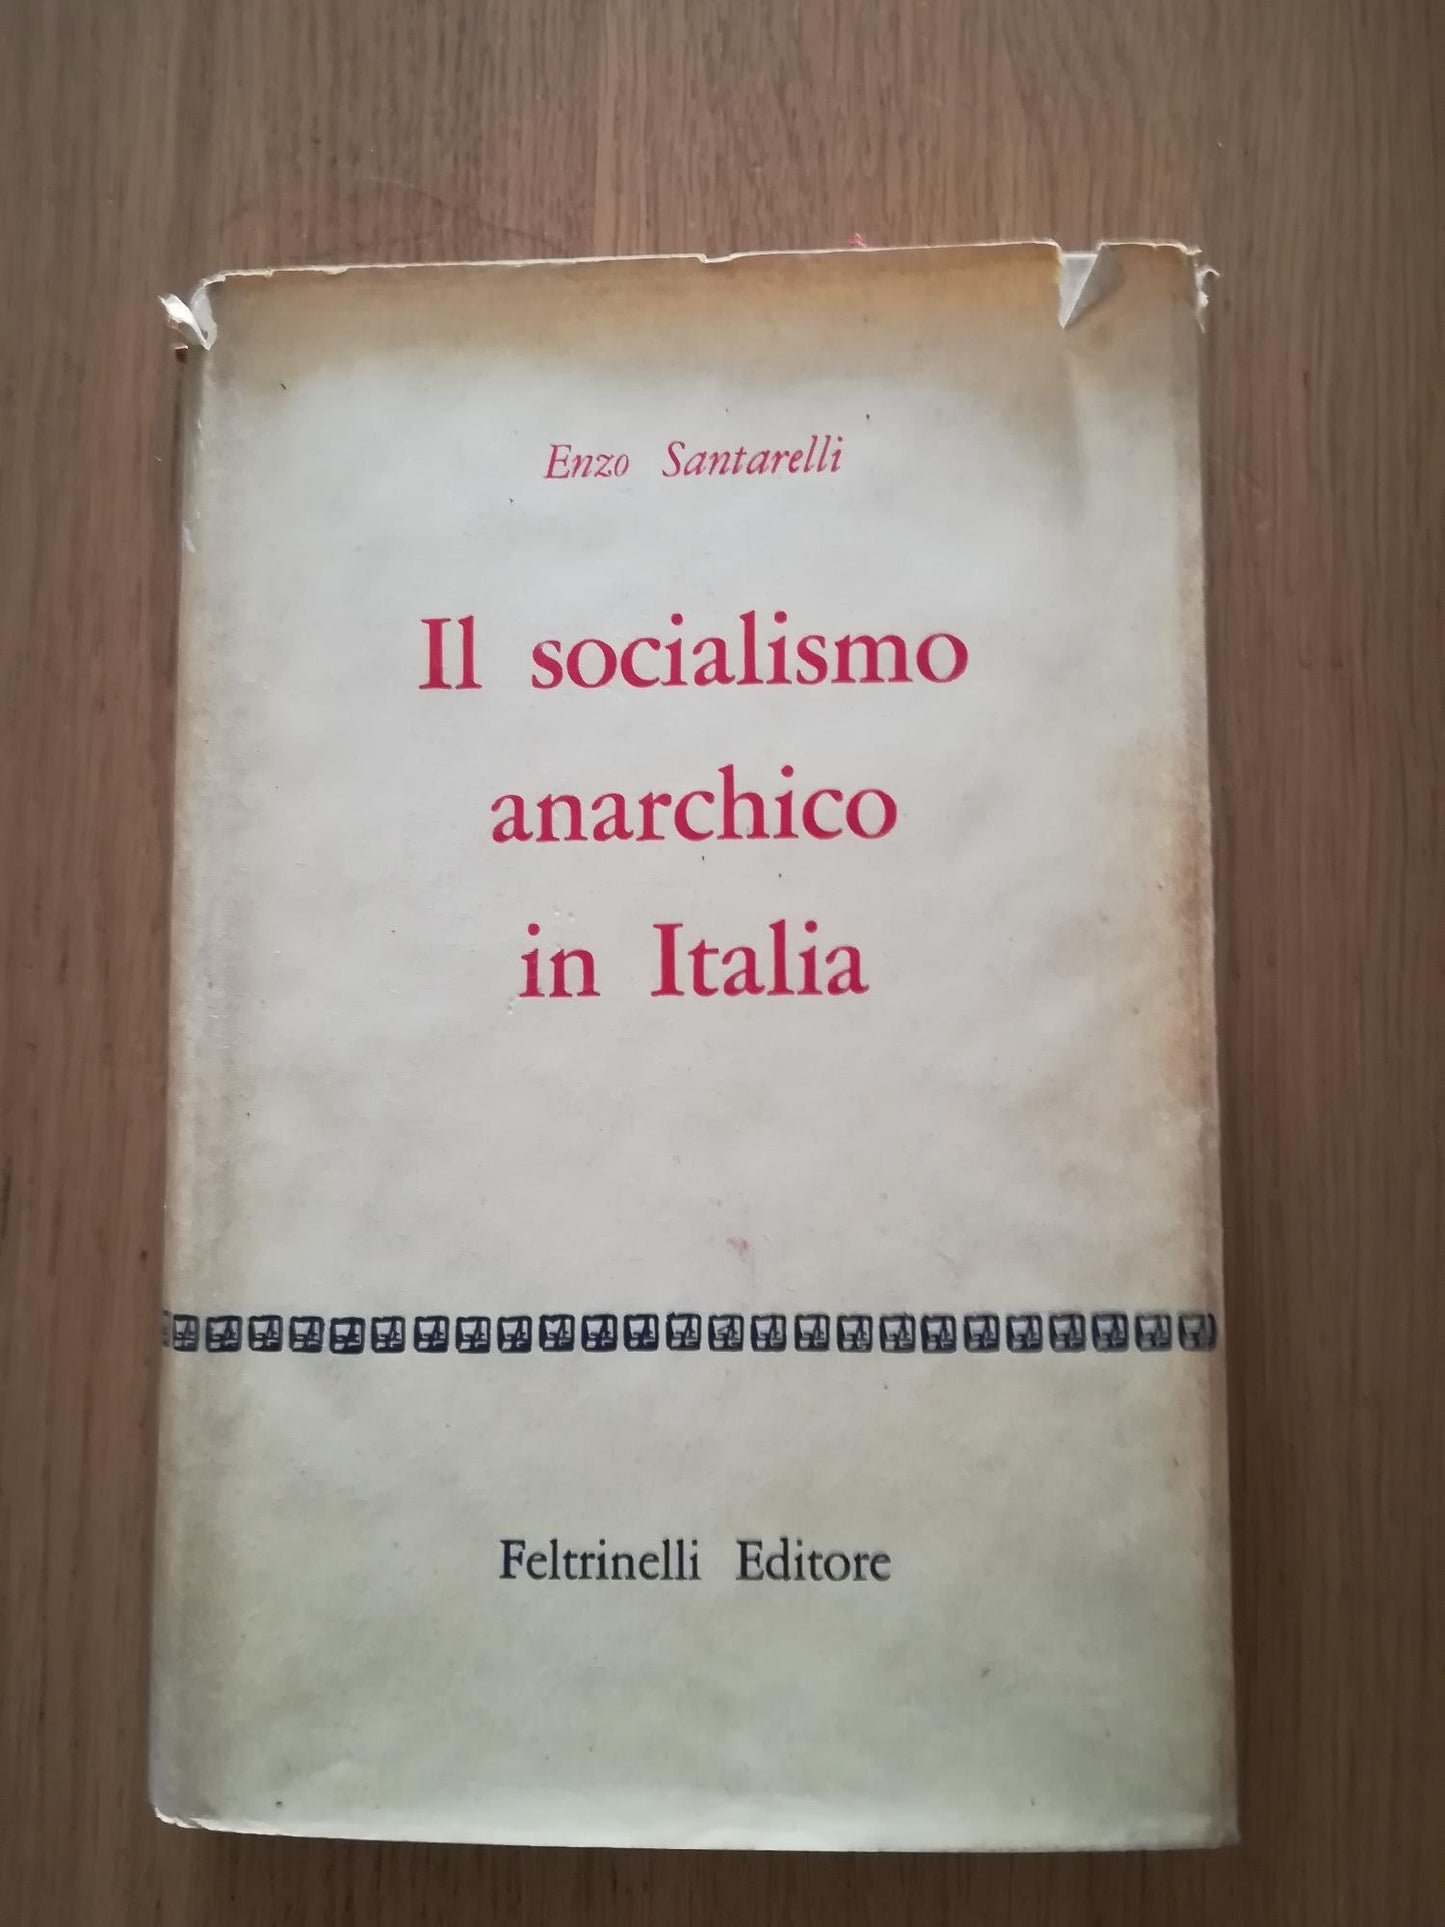 Enzo Santarelli
Il socialismo
anarchico
in Italia
Feltrinelli Editore